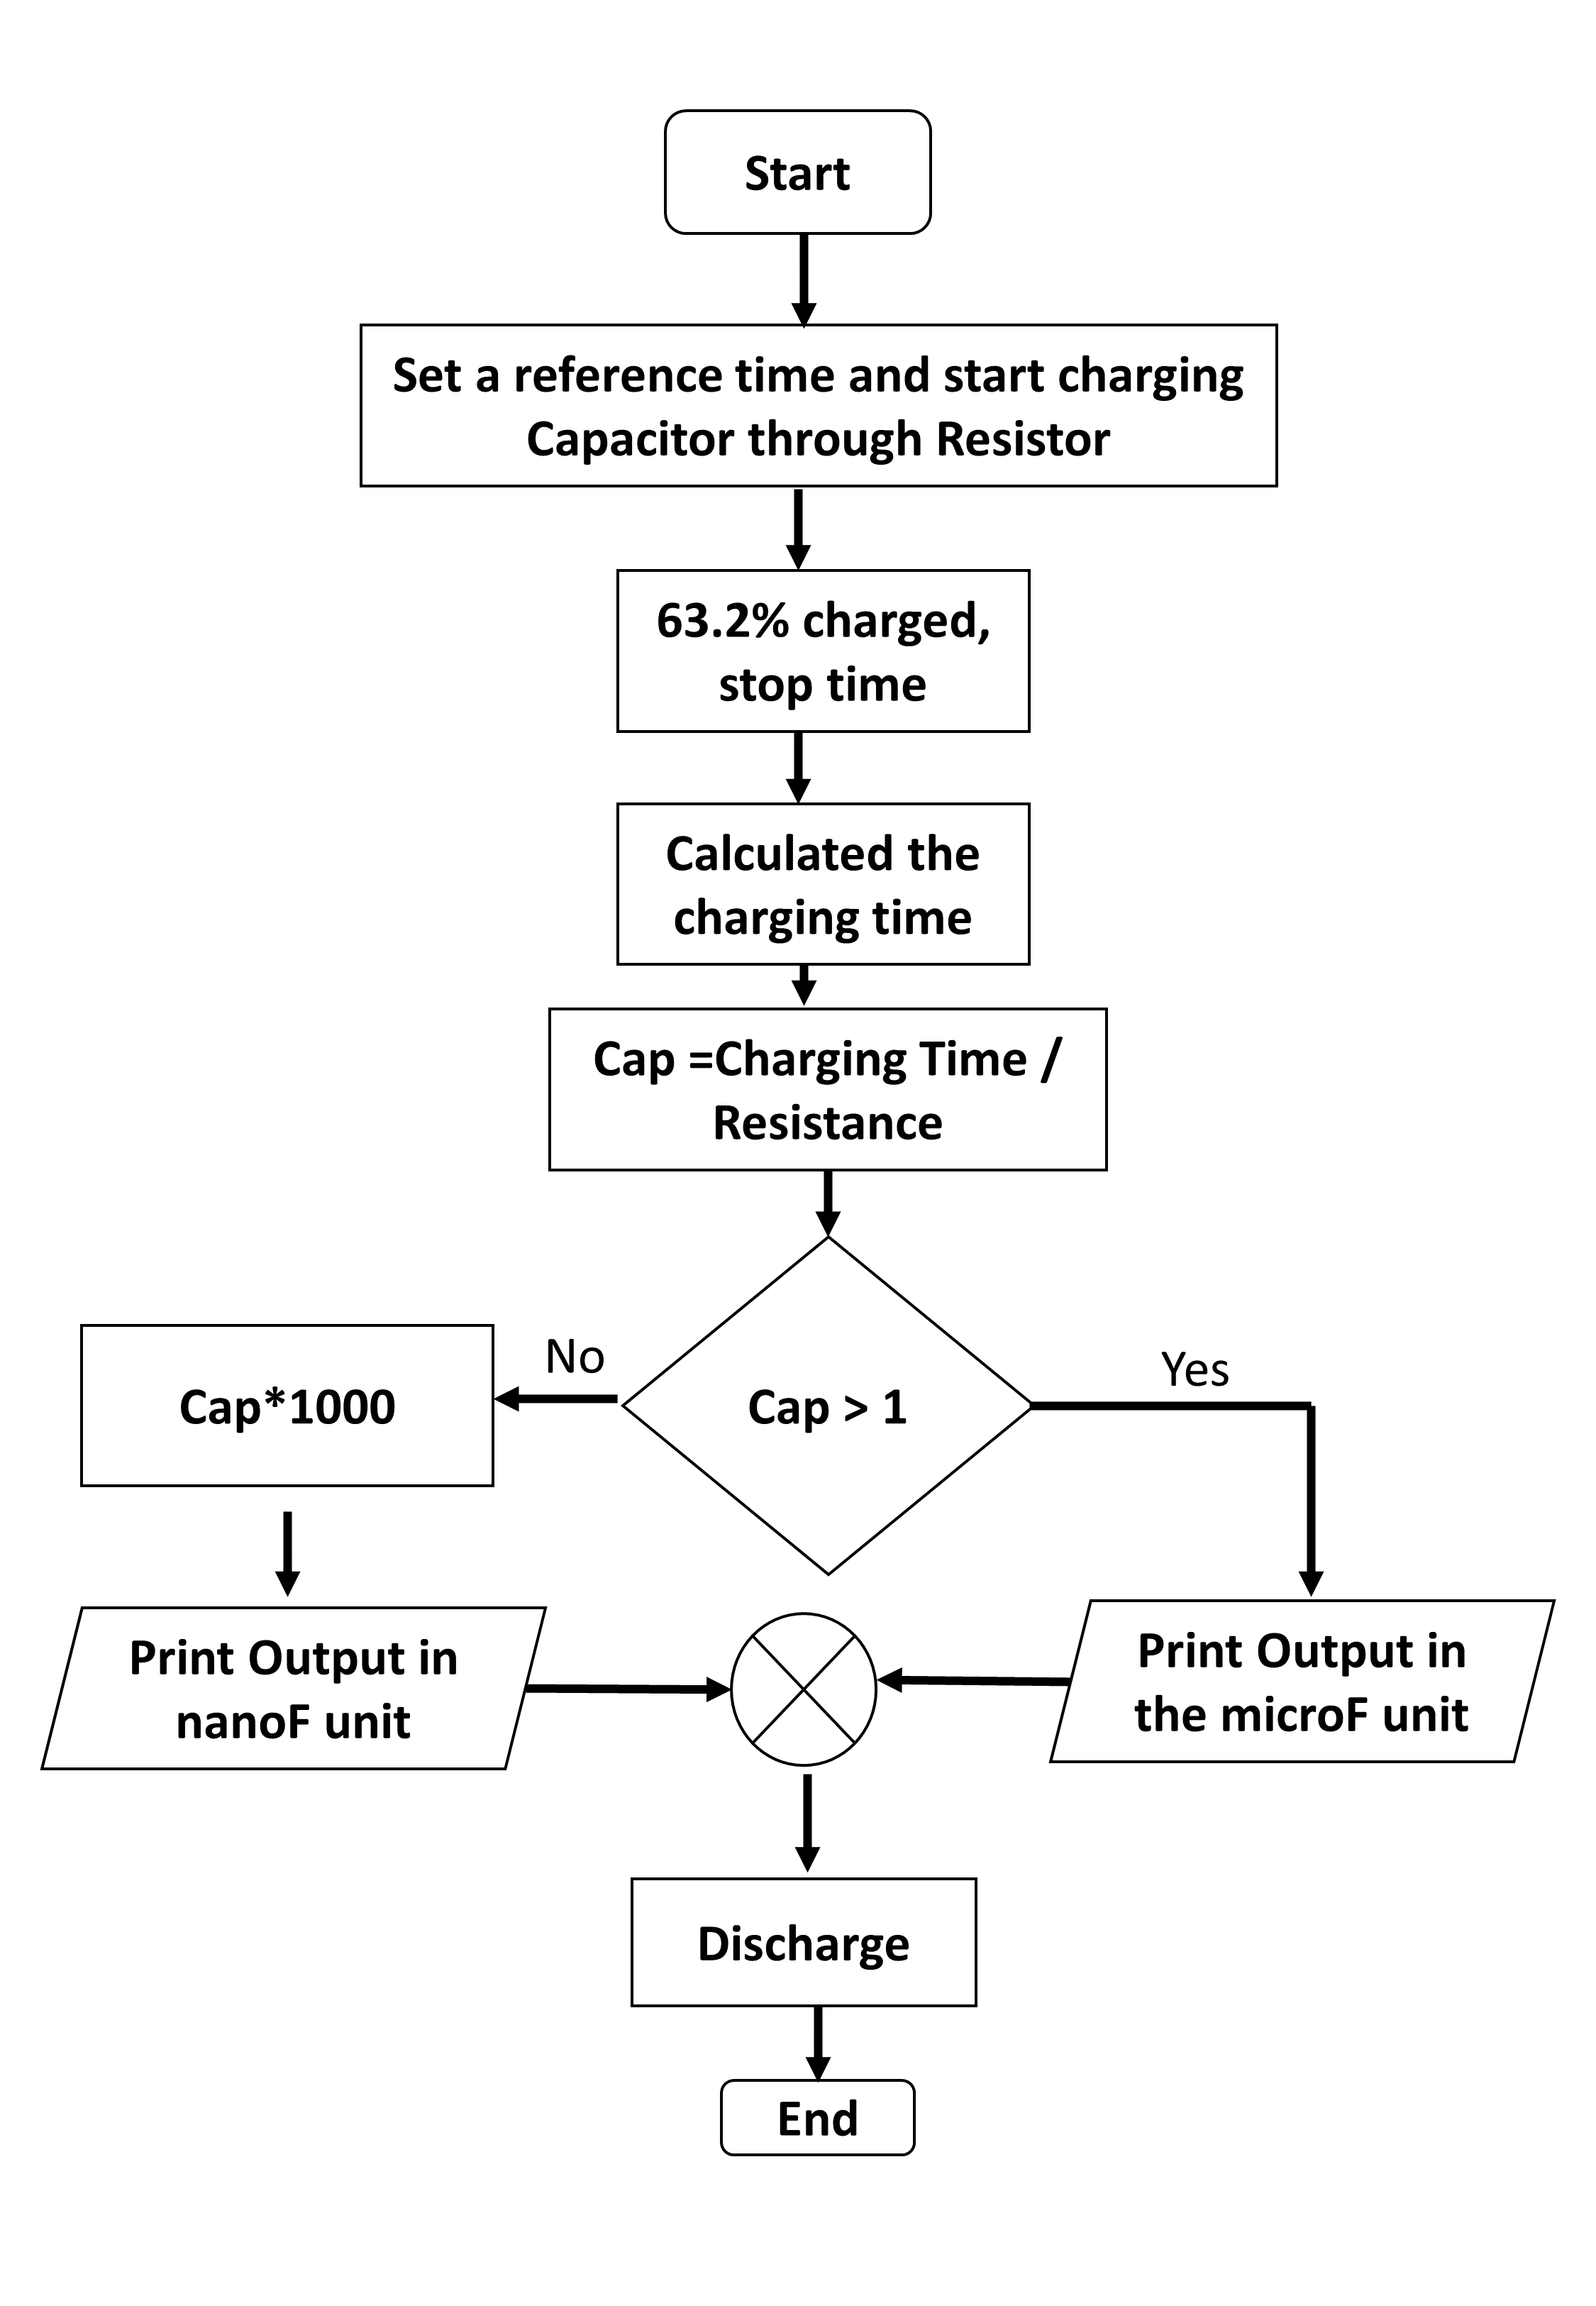 Start
Set a reference time and start charging
Capacitor through Resistor
63.2% charged,
stop time
Calculated the
charging time
Cap =Charging Time /
Resistance
Cap > 1
No
Yes
Cap*1000
Print Output in
nanoF unit
Print Output in
the microF unit
Discharge
End